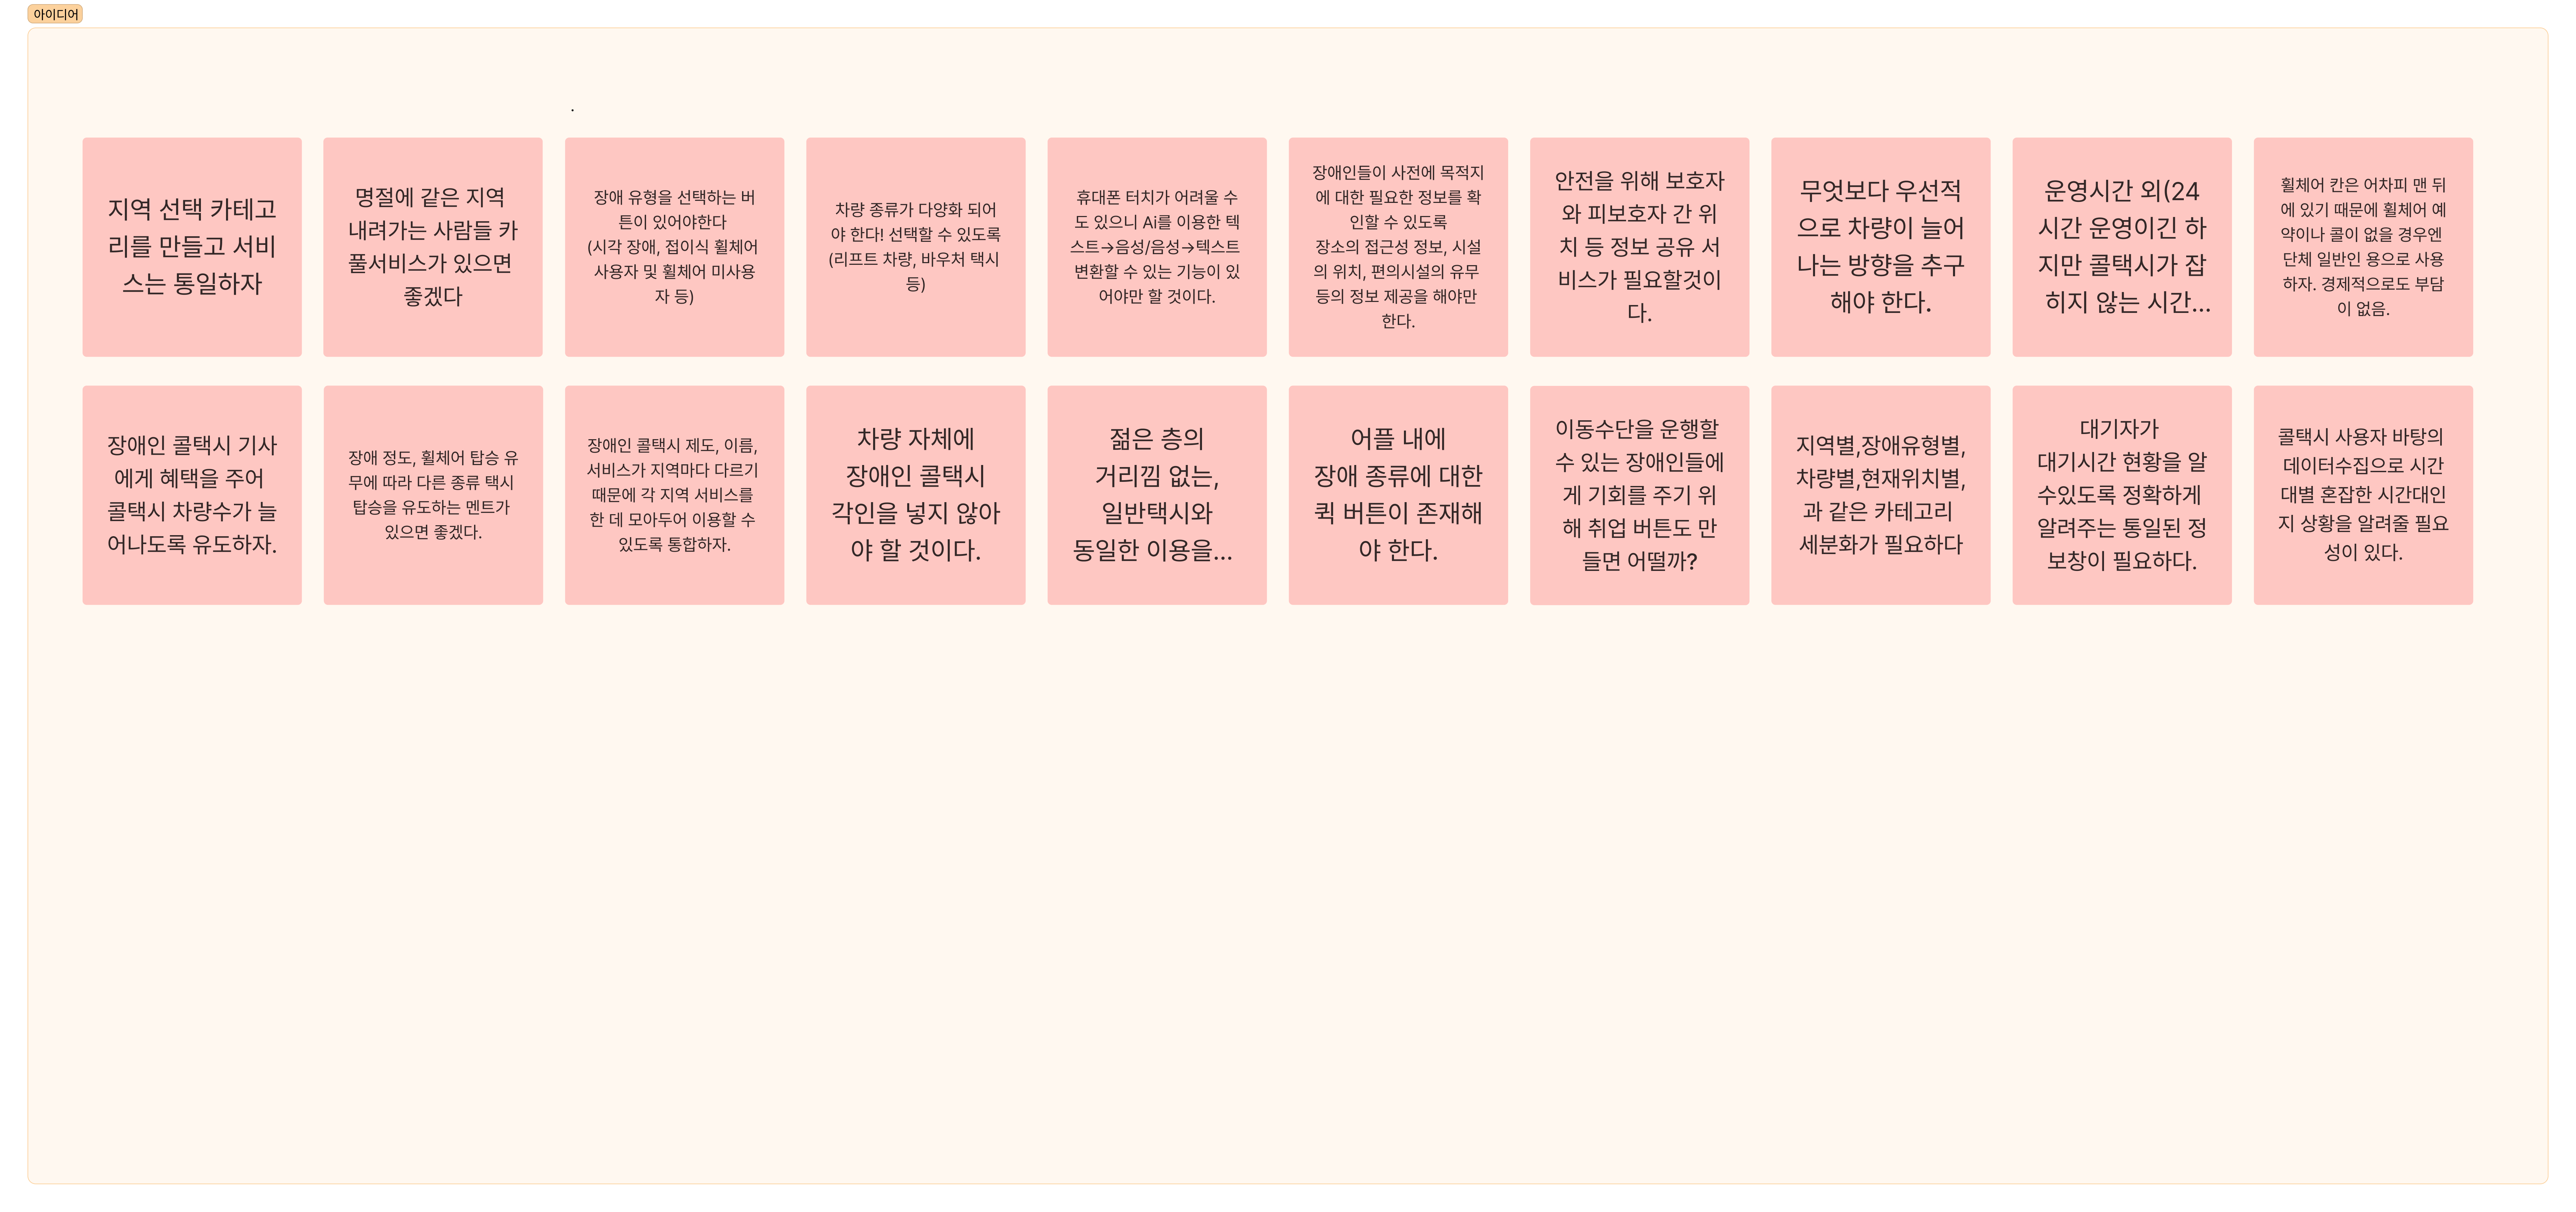 아이디어
.
지역 선택 카테고
리를 만들고 서비
스는 통일하자
명절에 같은 지역
내려가는 사람들 카
풀서비스가 있으면
좋겠다
장애 유형을 선택하는 버
튼이 있어야한다
(시각 장애, 접이식 휠체어
사용자 및 휠체어 미사용
자 등)
차량 종류가 다양화 되어
야 한다! 선택할 수 있도록
(리프트 차량, 바우처 택시
등)
휴대폰 터치가 어려울 수
도 있으니 Ai를 이용한 텍
스트→음성/음성→텍스트
변환할 수 있는 기능이 있
어야만 할 것이다.
장애인들이 사전에 목적지
에 대한 필요한 정보를 확
인할 수 있도록
장소의 접근성 정보, 시설
의 위치, 편의시설의 유무
등의 정보 제공을 해야만
한다.
안전을 위해 보호자
와 피보호자 간 위
치 등 정보 공유 서
비스가 필요할것이
다.
무엇보다 우선적
으로 차량이 늘어
나는 방향을 추구
해야 한다.
운영시간 외(24
시간 운영이긴 하
지만 콜택시가 잡
히지 않는 시간...
휠체어 칸은 어차피 맨 뒤
에 있기 때문에 휠체어 예
약이나 콜이 없을 경우엔
단체 일반인 용으로 사용
하자. 경제적으로도 부담
이 없음.
장애인 콜택시 기사
에게 혜택을 주어
콜택시 차량수가 늘
어나도록 유도하자.
장애 정도, 휠체어 탑승 유
무에 따라 다른 종류 택시
탑승을 유도하는 멘트가
있으면 좋겠다.
장애인 콜택시 제도, 이름,
서비스가 지역마다 다르기
때문에 각 지역 서비스를
한 데 모아두어 이용할 수
있도록 통합하자.
차량 자체에
장애인 콜택시
각인을 넣지 않아
야 할 것이다.
젊은 층의
거리낌 없는,
일반택시와
동일한 이용을...
어플 내에
장애 종류에 대한
퀵 버튼이 존재해
야 한다.
이동수단을 운행할
수 있는 장애인들에
게 기회를 주기 위
해 취업 버튼도 만
들면 어떨까?
지역별,장애유형별,
차량별,현재위치별,
과 같은 카테고리
세분화가 필요하다
대기자가
대기시간 현황을 알
수있도록 정확하게
알려주는 통일된 정
보창이 필요하다.
콜택시 사용자 바탕의
데이터수집으로 시간
대별 혼잡한 시간대인
지 상황을 알려줄 필요
성이 있다.